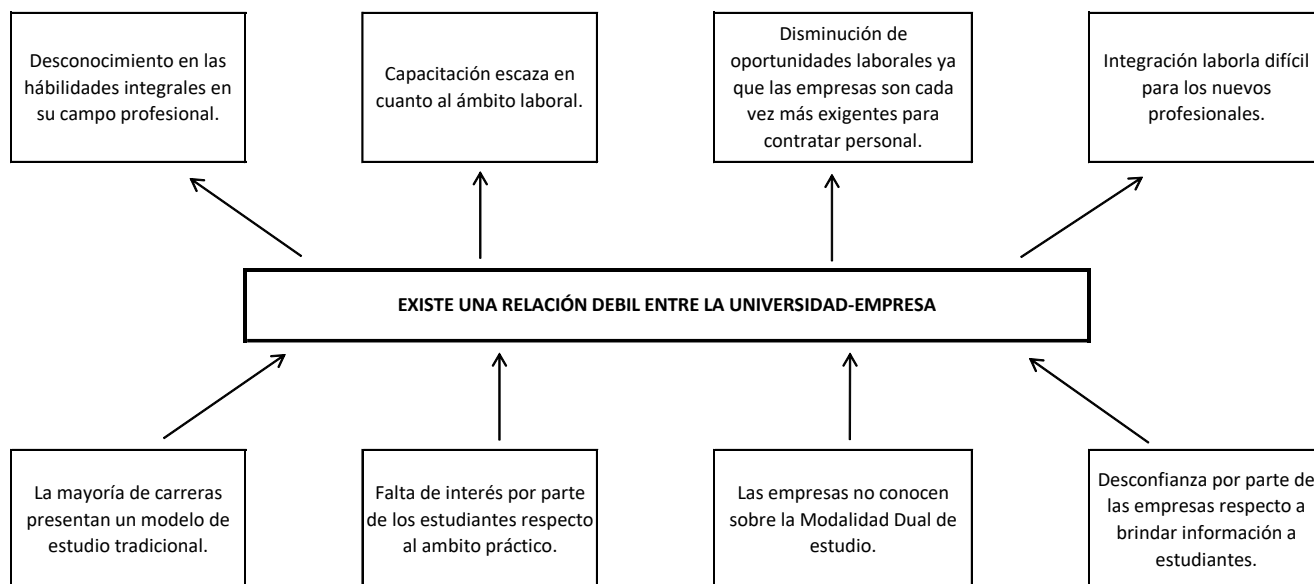 Desconocimiento en las
hábilidades integrales en
su campo profesional.
Capacitación escaza en
cuanto al ámbito laboral.
Disminución de
oportunidades laborales ya
que las empresas son cada
vez más exigentes para
contratar personal.
Integración laborla difícil
para los nuevos
profesionales.
EXISTE UNA RELACIÓN DEBIL ENTRE LA UNIVERSIDAD-EMPRESA
La mayoría de carreras
presentan un modelo de
estudio tradicional.
Falta de interés por parte
de los estudiantes respecto
al ambito práctico.
Las empresas no conocen
sobre la Modalidad Dual de
estudio.
Desconfianza por parte de
las empresas respecto a
brindar información a
estudiantes.